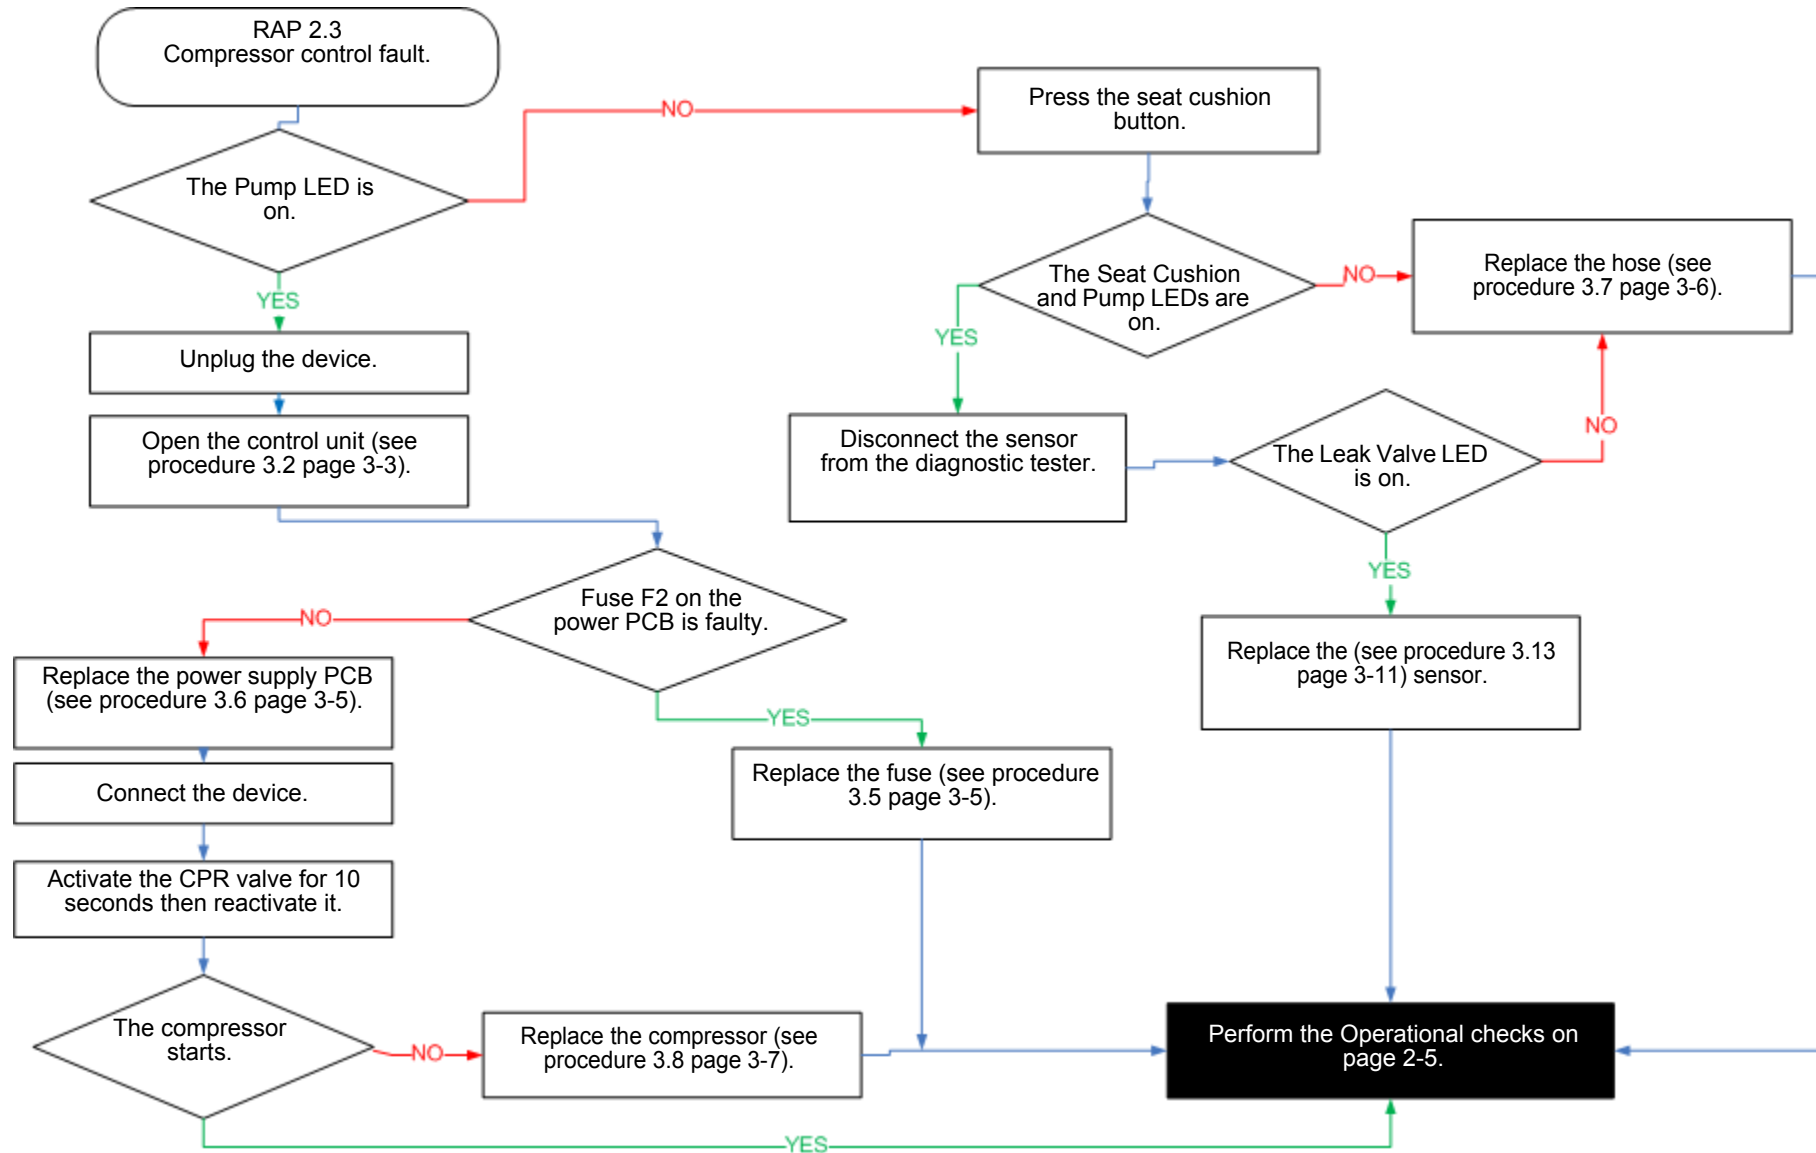 RAP 2.3
Compressor control fault.
NO
Press the seat cushion
button.
The Pump LED is
on.
YES
The Seat Cushion
and Pump LEDs are
on.
NO
Replace the hose (see
procedure 3.7 page 3-6).
YES
Unplug the device.
Open the control unit (see
procedure 3.2 page 3-3).
Disconnect the sensor
from the diagnostic tester.
The Leak Valve LED
is on.
NO
YES
Fuse F2 on the
power PCB is faulty.
NO
Replace the power supply PCB
(see procedure 3.6 page 3-5).
YES
Replace the (see procedure 3.13
page 3-11) sensor.
Connect the device.
Replace the fuse (see procedure
3.5 page 3-5).
Activate the CPR valve for 10
seconds then reactivate it.
The compressor
starts.
NO
Replace the compressor (see
procedure 3.8 page 3-7).
Perform the Operational checks on
page 2-5.
YES